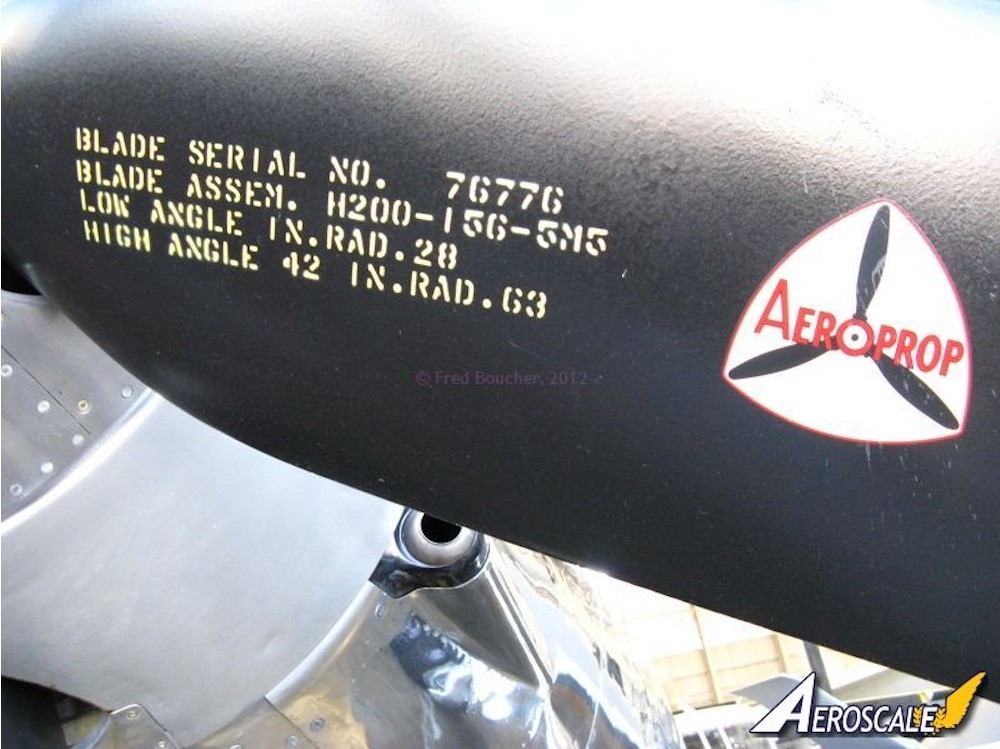 BLADE SERIAL NO. 76776
BLADE ASSEM. H200-156-5M5
LOW ANGLE IN.RAD.28
HIGH ANGLE 42 IN.RAD.63
AEROPROP
© Fred Boucher, 2012
AEROSCALE